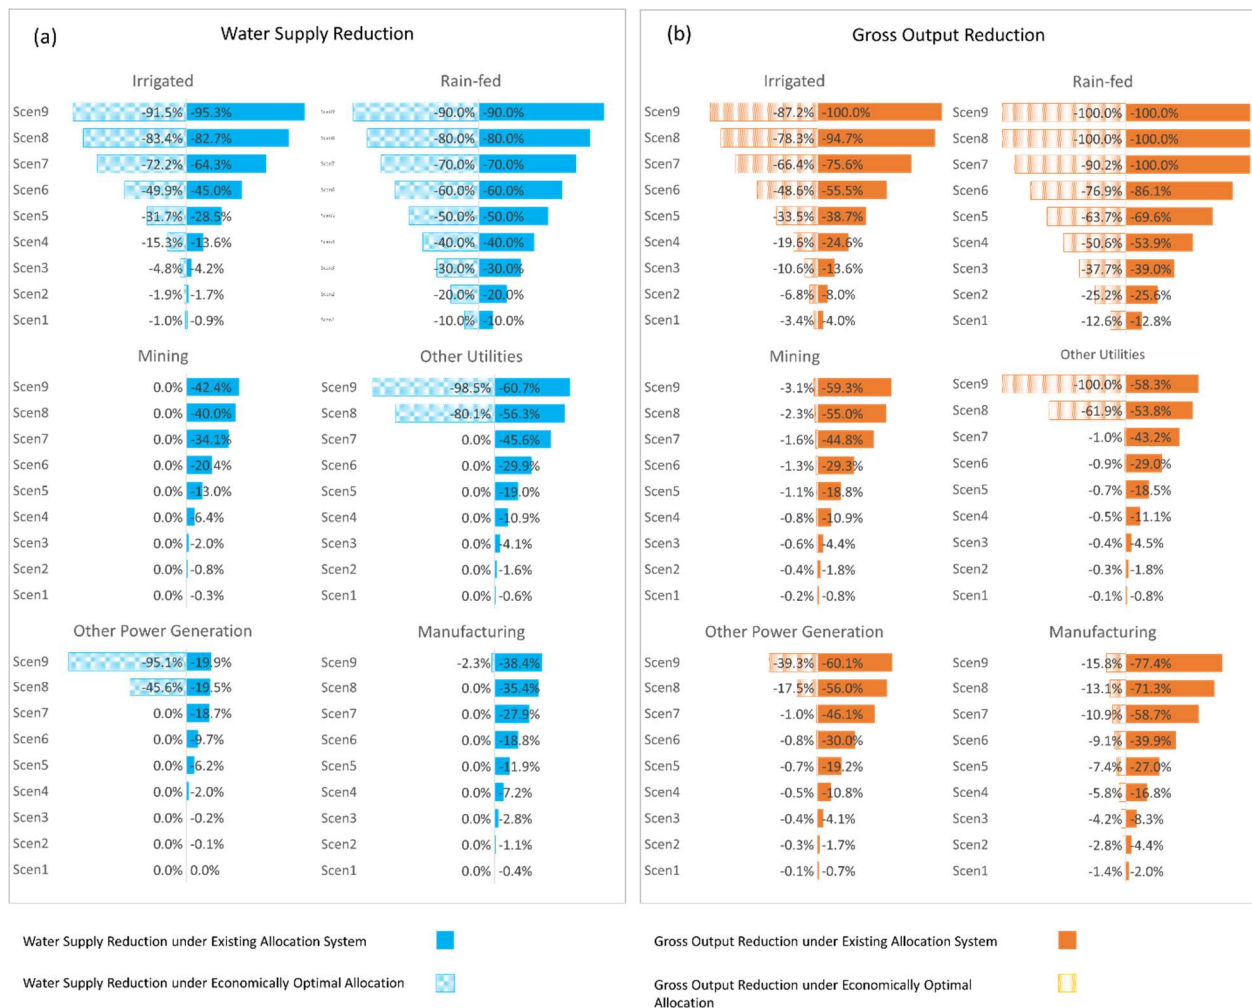 (a) Water Supply Reduction
Irrigated Rain-fed
Scen9 -91.5% -95.3% Scen9 -90.0% -90.0%
Scen8 -83.4% -82.7% Scen8 -80.0% -80.0%
Scen7 -72.2% -64.3% Scen7 -70.0% -70.0%
Scen6 -49.9% -45.0% Scen6 -60.0% -60.0%
Scen5 -31.7% -28.5% Scen5 -50.0% -50.0%
Scen4 -15.3% -13.6% Scen4 -40.0% -40.0%
Scen3 -4.8% -4.2% Scen3 -30.0% -30.0%
Scen2 -1.9% -1.7% Scen2 -20.0% -20.0%
Scen1 -1.0% -0.9% Scen1 -10.0% -10.0%
Mining Other Utilities
Scen9 0.0% -42.4% Scen9 -98.5% -60.7%
Scen8 0.0% -40.0% Scen8 -80.1% -56.3%
Scen7 0.0% -34.1% Scen7 0.0% -45.6%
Scen6 0.0% -20.4% Scen6 0.0% -29.9%
Scen5 0.0% -13.0% Scen5 0.0% -19.0%
Scen4 0.0% -6.4% Scen4 0.0% -10.9%
Scen3 0.0% -2.0% Scen3 0.0% -4.1%
Scen2 0.0% -0.8% Scen2 0.0% -1.6%
Scen1 0.0% -0.3% Scen1 0.0% -0.6%
Other Power Generation Manufacturing
Scen9 -95.1% -19.9% Scen9 -2.3% -38.4%
Scen8 -45.6% -19.5% Scen8 0.0% -35.4%
Scen7 0.0% -18.7% Scen7 0.0% -27.9%
Scen6 0.0% -9.7% Scen6 0.0% -18.8%
Scen5 0.0% -6.2% Scen5 0.0% -11.9%
Scen4 0.0% -2.0% Scen4 0.0% -7.2%
Scen3 0.0% -0.2% Scen3 0.0% -2.8%
Scen2 0.0% -0.1% Scen2 0.0% -1.1%
Scen1 0.0% 0.0% Scen1 0.0% -0.4%
Water Supply Reduction under Existing Allocation System
Water Supply Reduction under Economically Optimal Allocation
(b) Gross Output Reduction
Irrigated Rain-fed
Scen9 -87.2% -100.0% Scen9 -100.0% -100.0%
Scen8 -78.3% -94.7% Scen8 -100.0% -100.0%
Scen7 -66.4% -75.6% Scen7 -90.2% -100.0%
Scen6 -48.6% -55.5% Scen6 -76.9% -86.1%
Scen5 -33.5% -38.7% Scen5 -63.7% -69.6%
Scen4 -19.6% -24.6% Scen4 -50.6% -53.9%
Scen3 -10.6% -13.6% Scen3 -37.7% -39.0%
Scen2 -6.8% -8.0% Scen2 -25.2% -25.6%
Scen1 -3.4% -4.0% Scen1 -12.6% -12.8%
Mining Other Utilities
Scen9 -3.1% -59.3% Scen9 -100.0% -58.3%
Scen8 -2.3% -55.0% Scen8 -61.9% -53.8%
Scen7 -1.6% -44.8% Scen7 -1.0% -43.2%
Scen6 -1.3% -29.3% Scen6 -0.9% -29.0%
Scen5 -1.1% -18.8% Scen5 -0.7% -18.5%
Scen4 -0.8% -10.9% Scen4 -0.5% -11.1%
Scen3 -0.6% -4.4% Scen3 -0.4% -4.5%
Scen2 -0.4% -1.8% Scen2 -0.3% -1.8%
Scen1 -0.2% -0.8% Scen1 -0.1% -0.8%
Other Power Generation Manufacturing
Scen9 -39.3% -60.1% Scen9 -15.8% -77.4%
Scen8 -17.5% -56.0% Scen8 -13.1% -71.3%
Scen7 -1.0% -46.1% Scen7 -10.9% -58.7%
Scen6 -0.8% -30.0% Scen6 -9.1% -39.9%
Scen5 -0.7% -19.2% Scen5 -7.4% -27.0%
Scen4 -0.5% -10.8% Scen4 -5.8% -16.8%
Scen3 -0.4% -4.1% Scen3 -4.2% -8.3%
Scen2 -0.3% -1.7% Scen2 -2.8% -4.4%
Scen1 -0.1% -0.7% Scen1 -1.4% -2.0%
Gross Output Reduction under Existing Allocation System
Gross Output Reduction under Economically Optimal
Allocation